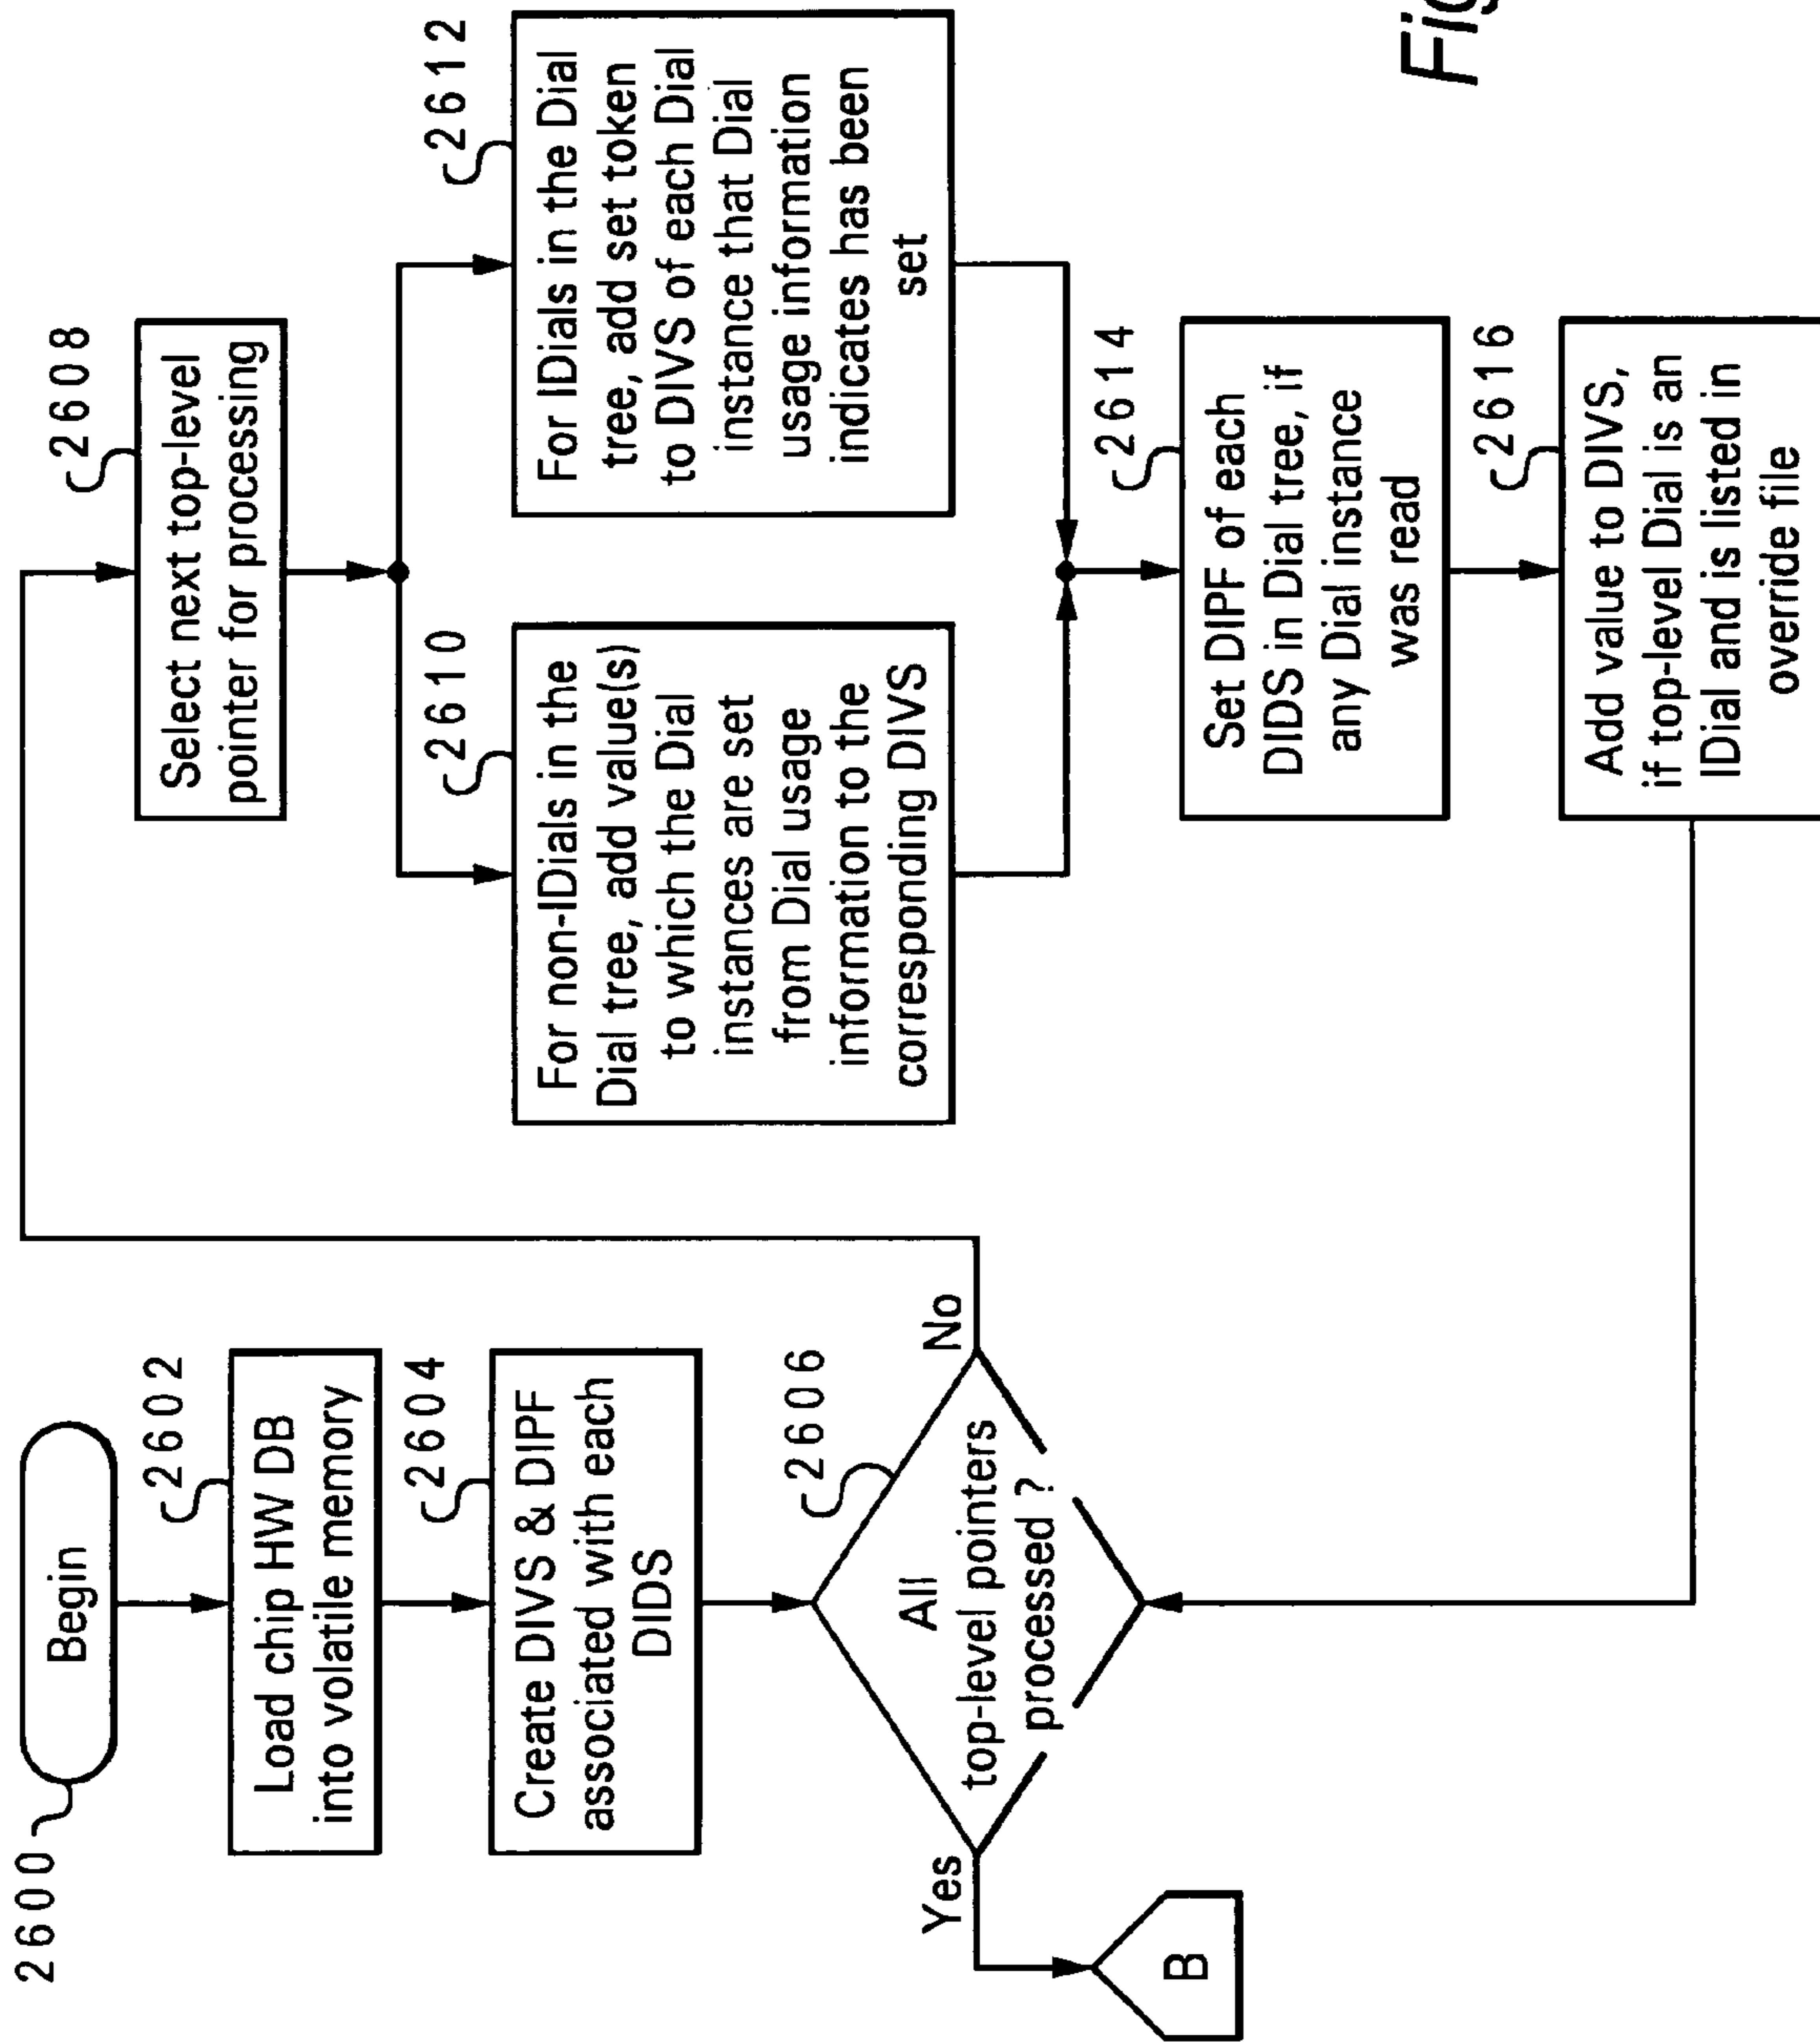 2600
Begin
2602
Load chip HW DB
into volatile memory
2604
Create DIVS & DIPF
associated with each
DIDS
2606
All
top-level pointers
processed ?
Yes
No
B
2608
Select next top-level
pointer for processing
2610
For non-IDials in the
Dial tree, add value(s)
to which the Dial
instances are set
from Dial usage
information to the
corresponding DIVS
2612
For IDials in the Dial
tree, add set token
to DIVS of each Dial
instance that Dial
usage information
indicates has been
set
2614
Set DIPF of each
DIDS in Dial tree, if
any Dial instance
was read
2616
Add value to DIVS,
if top-level Dial is an
IDial and is listed in
override file